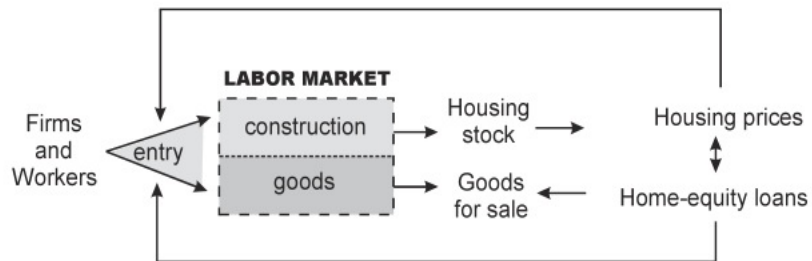 LABOR MARKET
Firms
and
Workers
entry
construction
goods
Housing
stock
Goods
for sale
Housing prices
Home-equity loans